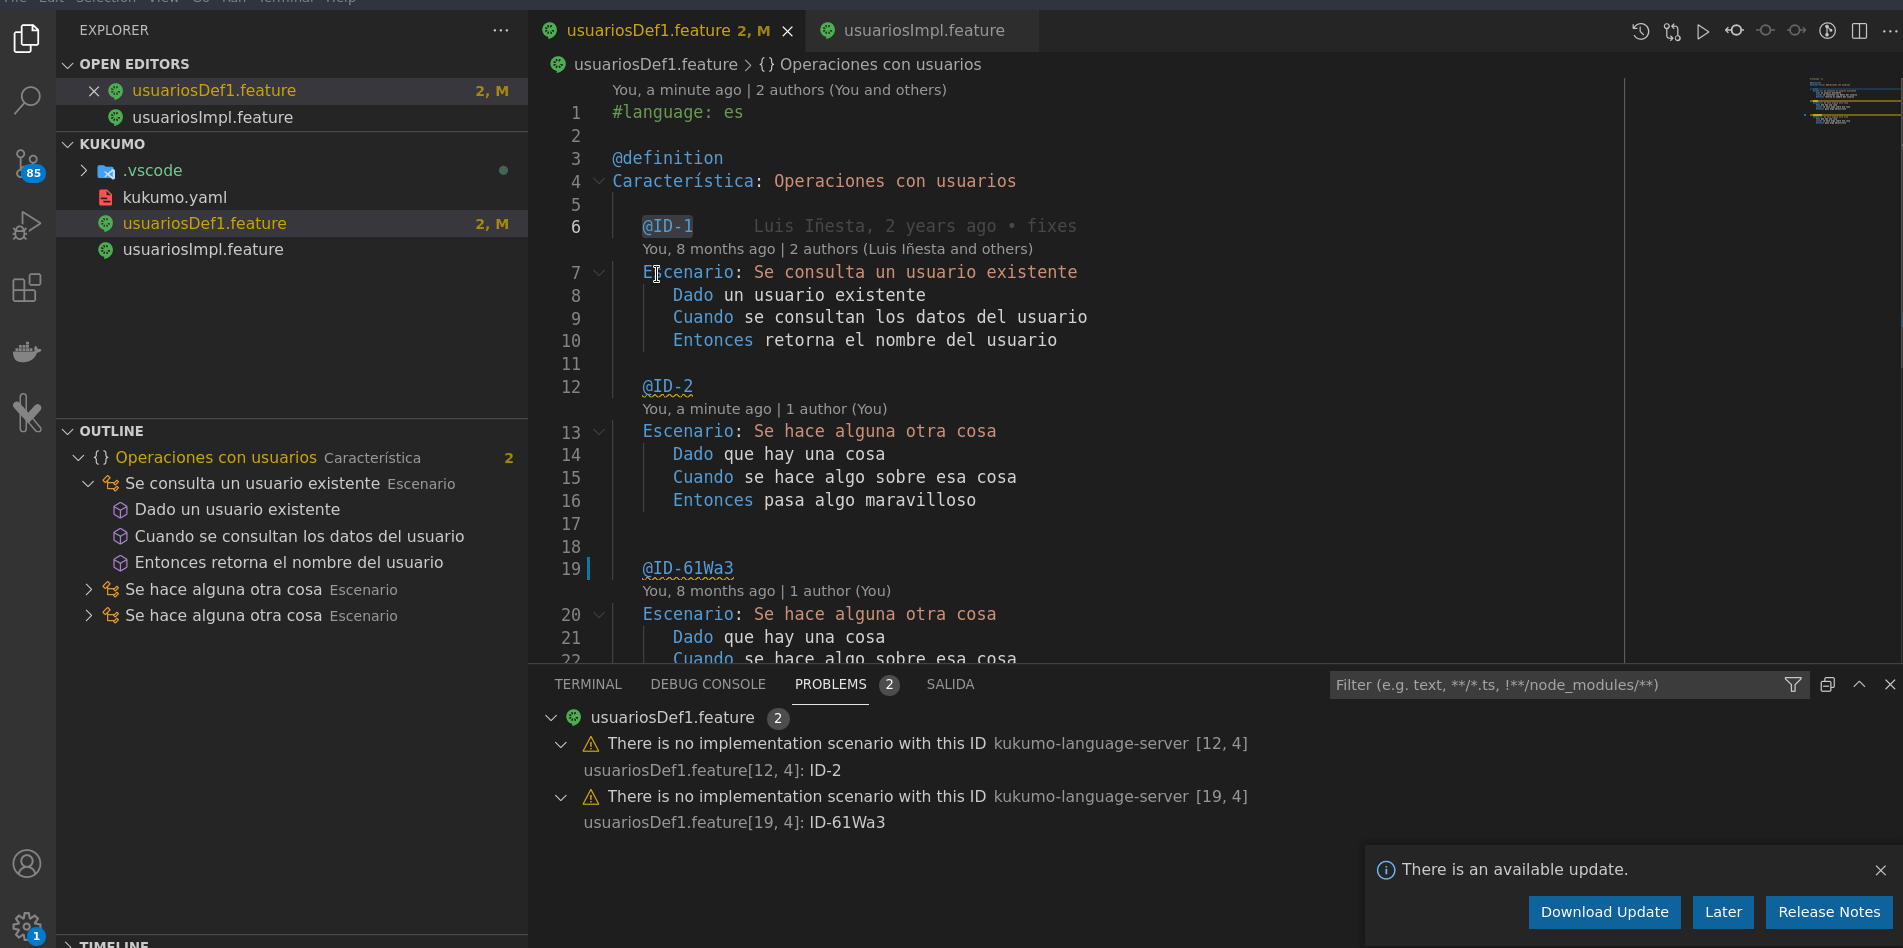 File Edit Selection View Go Run Terminal Help
EXPLORER
OPEN EDITORS
usuariosDef1.feature 2, M
usuariosImpl.feature
KUKUMO
.vscode
kukumo.yaml
usuariosDef1.feature 2, M
usuariosImpl.feature
85
OUTLINE
{} Operaciones con usuarios Característica 2
Se consulta un usuario existente Escenario
Dado un usuario existente
Cuando se consultan los datos del usuario
Entonces retorna el nombre del usuario
Se hace alguna otra cosa Escenario
Se hace alguna otra cosa Escenario
1
TIMELINE
usuariosDef1.feature 2, M
usuariosImpl.feature
usuariosDef1.feature > {} Operaciones con usuarios
You, a minute ago | 2 authors (You and others)
1 #language: es
2
3 @definition
4 Característica: Operaciones con usuarios
5
6 @ID-1 Luis Iñesta, 2 years ago • fixes
You, 8 months ago | 2 authors (Luis Iñesta and others)
7 Escenario: Se consulta un usuario existente
8 Dado un usuario existente
9 Cuando se consultan los datos del usuario
10 Entonces retorna el nombre del usuario
11
12 @ID-2
You, a minute ago | 1 author (You)
13 Escenario: Se hace alguna otra cosa
14 Dado que hay una cosa
15 Cuando se hace algo sobre esa cosa
16 Entonces pasa algo maravilloso
17
18
19 @ID-61Wa3
You, 8 months ago | 1 author (You)
20 Escenario: Se hace alguna otra cosa
21 Dado que hay una cosa
22 Cuando se hace algo sobre esa cosa
TERMINAL DEBUG CONSOLE PROBLEMS 2 SALIDA
Filter (e.g. text, **/*.ts, !**/node_modules/**)
usuariosDef1.feature 2
There is no implementation scenario with this ID kukumo-language-server [12, 4]
usuariosDef1.feature[12, 4]: ID-2
There is no implementation scenario with this ID kukumo-language-server [19, 4]
usuariosDef1.feature[19, 4]: ID-61Wa3
There is an available update.
Download Update Later Release Notes